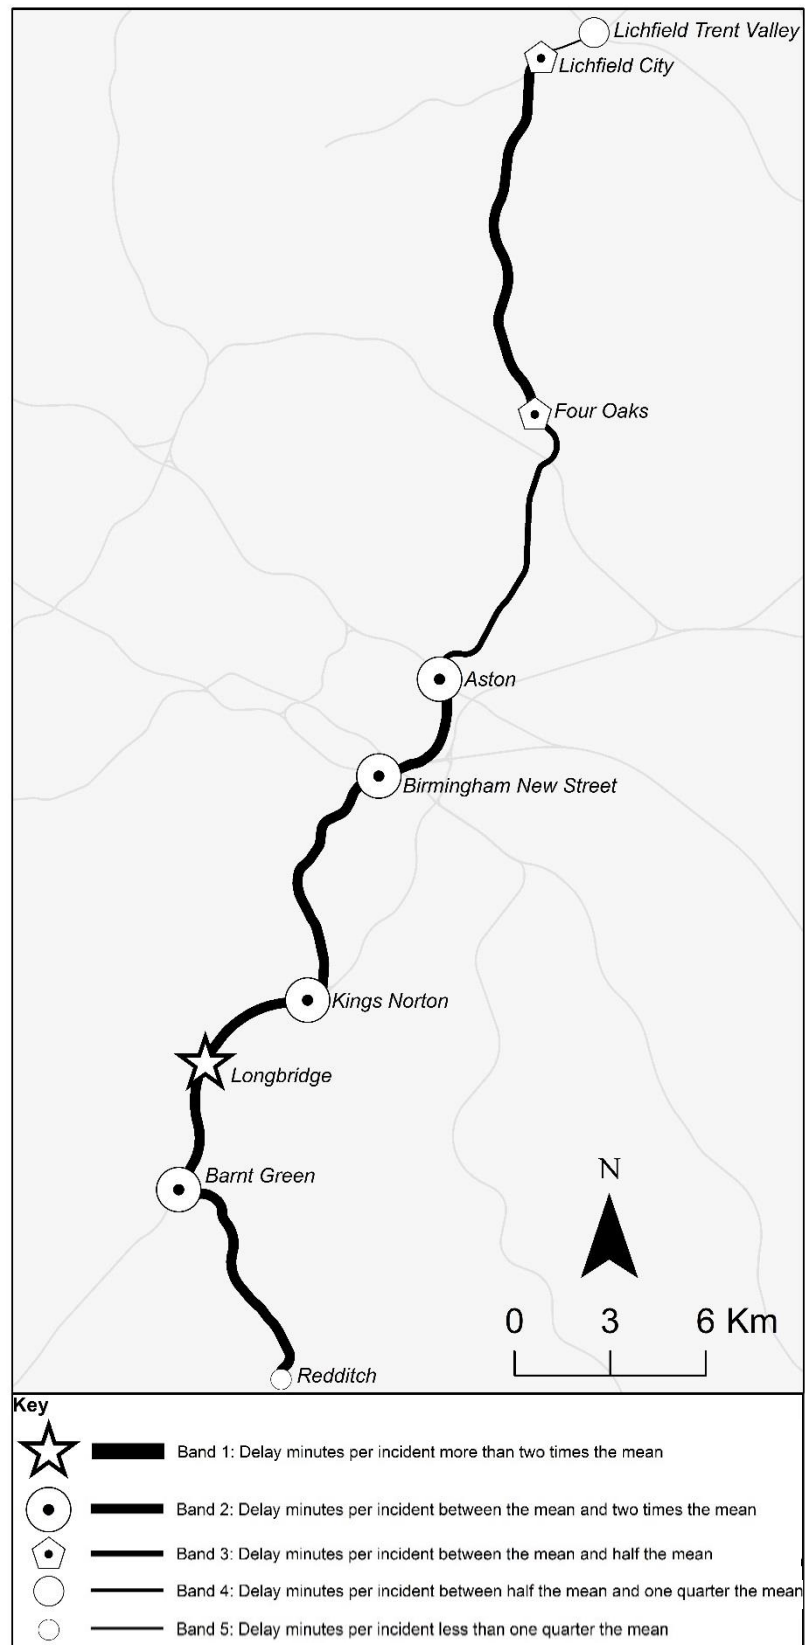 Lichfield Trent Valley
Lichfield City
Four Oaks
Aston
Birmingham New Street
Kings Norton
Longbridge
Barnt Green
N
0 3 6 Km
Redditch
Key
Band 1: Delay minutes per incident more than two times the mean
Band 2: Delay minutes per incident between the mean and two times the mean
Band 3: Delay minutes per incident between the mean and half the mean
Band 4: Delay minutes per incident between half the mean and one quarter the mean
Band 5: Delay minutes per incident less than one quarter the mean